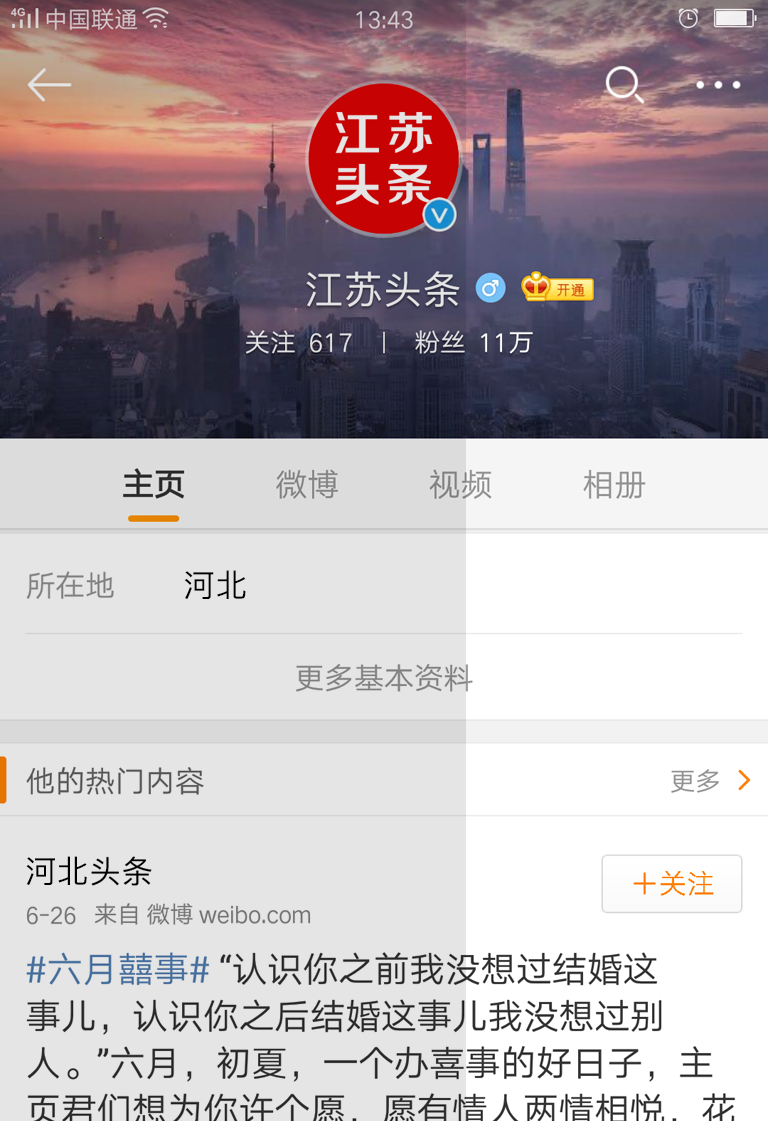 4G 中国联通 13:43
江苏
头条
江苏头条 开通
关注 617 | 粉丝 11万
主页 微博 视频 相册
所在地 河北
更多基本资料
他的热门内容 更多
河北头条
+关注
6-26 来自 微博 weibo.com
#六月囍事# “认识你之前我没想过结婚这
事儿，认识你之后结婚这事儿我没想过别
人。”六月，初夏，一个办喜事的好日子，主
页君们想为你许个愿，愿有情人两情相悦，花